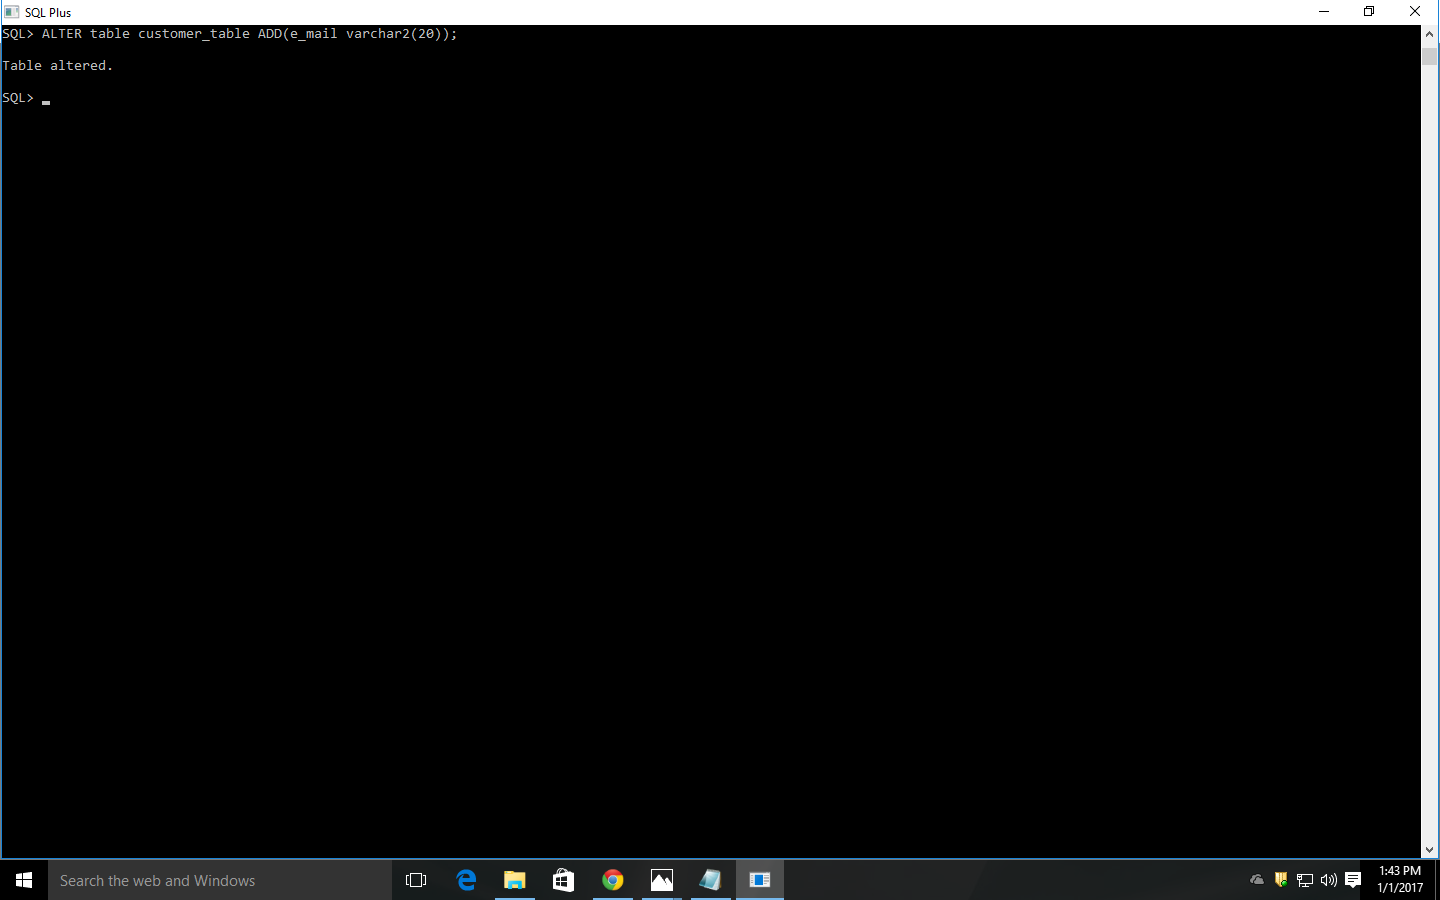 SQL Plus
SQL> ALTER table customer_table ADD(e_mail varchar2(20));
Table altered.
SQL>
Search the web and Windows
1:43 PM
1/1/2017